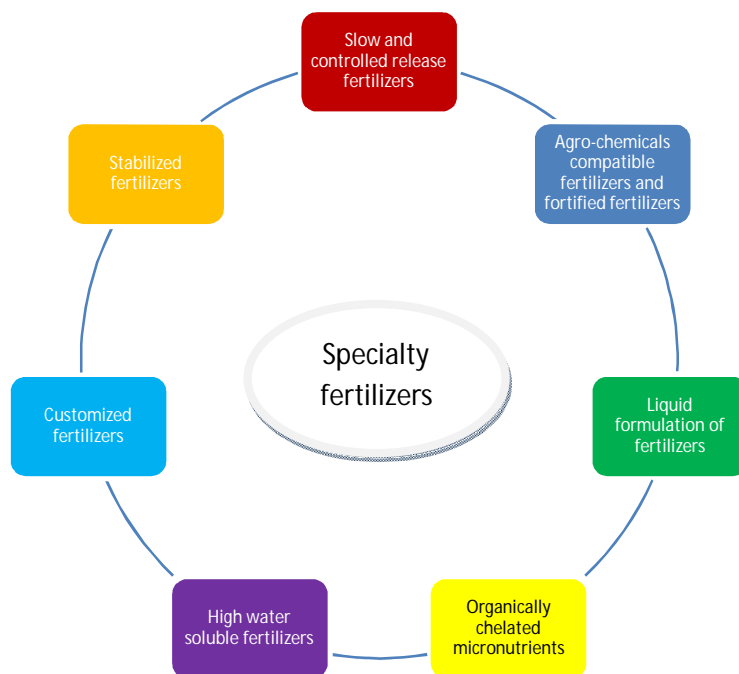 Slow and
controlled release
fertilizers
Agro-chemicals
compatible
fertilizers and
fortified fertilizers
Liquid
formulation of
fertilizers
Organically
chelated
micronutrients
High water
soluble fertilizers
Customized
fertilizers
Stabilized
fertilizers
Specialty
fertilizers